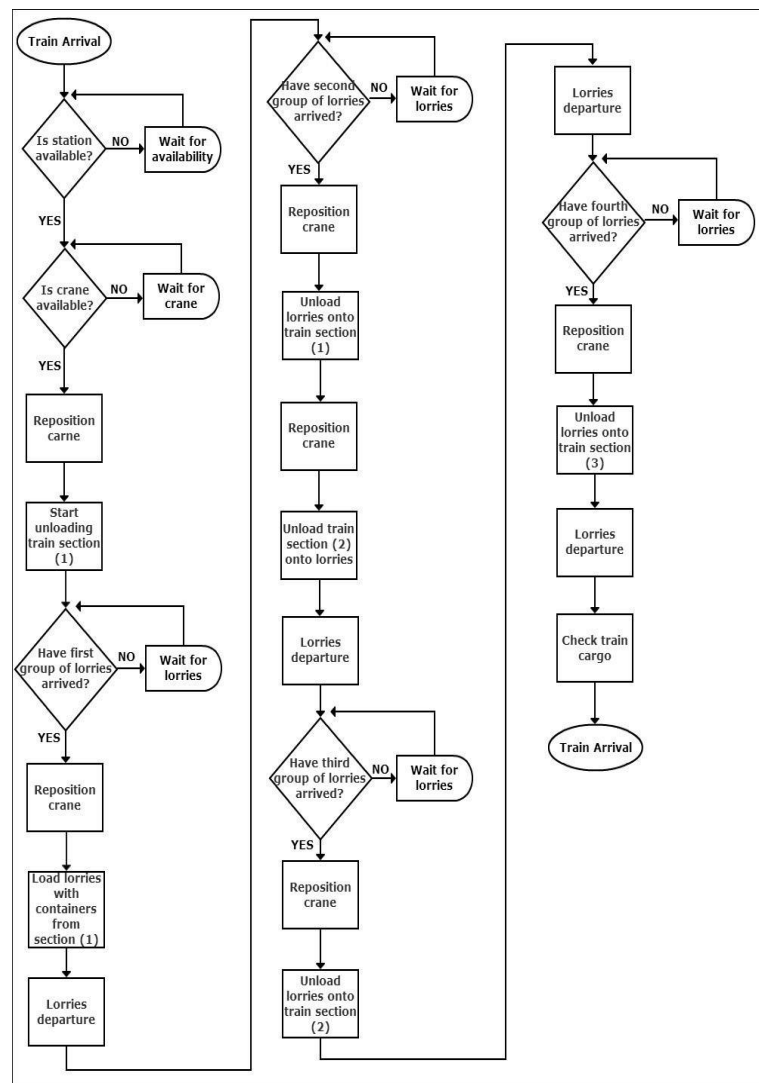 Train Arrival
Is station
available?
NO
Wait for
availability
YES
Is crane
available?
NO
Wait for
crane
YES
Reposition
carne
Start
unloading
train section
(1)
Have first
group of lorries
arrived?
NO
Wait for
lorries
YES
Reposition
crane
Load lorries
with
containers
from
section (1)
Lorries
departure
Have second
group of lorries
arrived?
NO
Wait for
lorries
YES
Reposition
crane
Unload
lorries onto
train section
(1)
Reposition
crane
Unload train
section (2)
onto lorries
Lorries
departure
Have third
group of lorries
arrived?
NO
Wait for
lorries
YES
Reposition
crane
Unload
lorries onto
train section
(2)
Lorries
departure
Have fourth
group of lorries
arrived?
NO
Wait for
lorries
YES
Reposition
crane
Unload
lorries onto
train section
(3)
Lorries
departure
Check train
cargo
Train Arrival